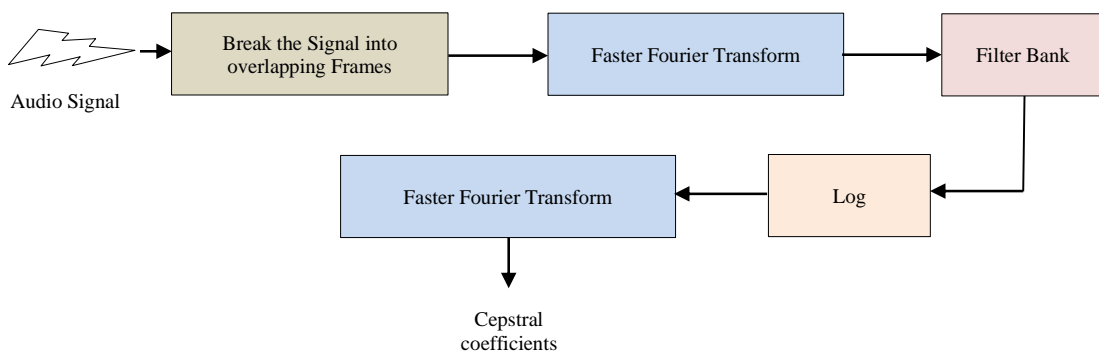 Audio Signal
Break the Signal into
overlapping Frames
Faster Fourier Transform
Filter Bank
Log
Faster Fourier Transform
Cepstral
coefficients